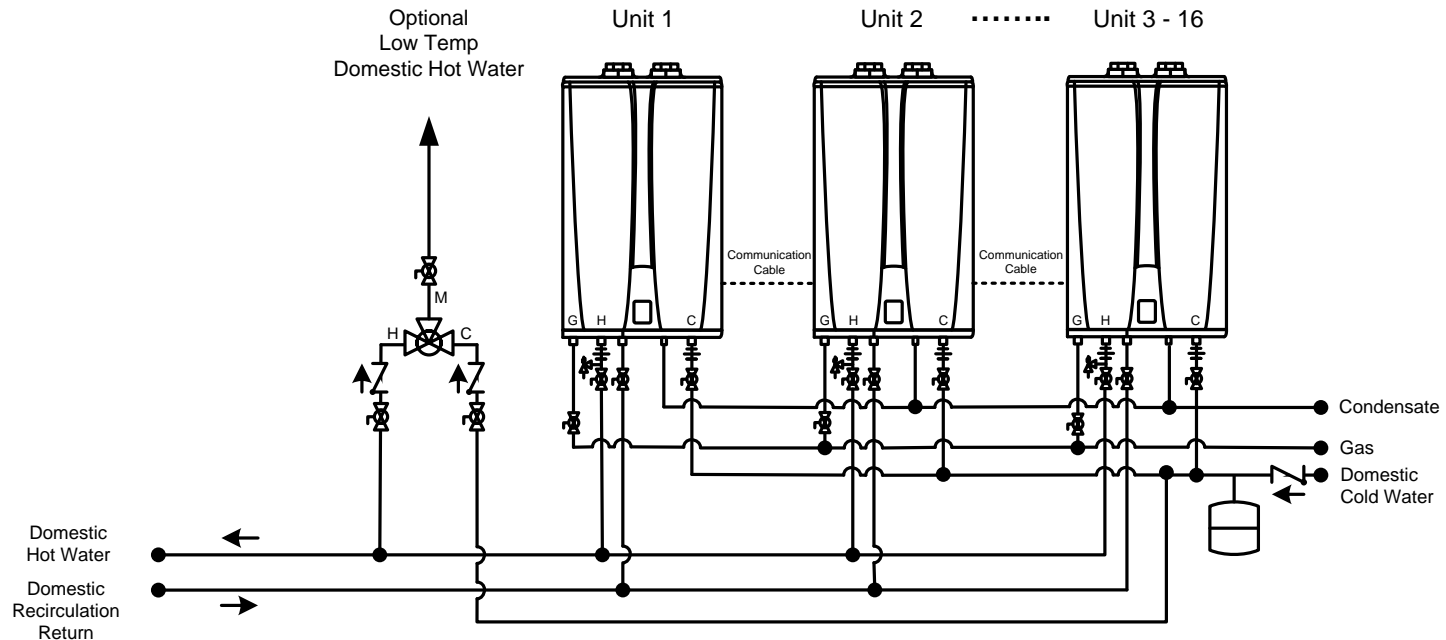 Optional
Low Temp
Domestic Hot Water
Unit 1
Unit 2
Unit 3 - 16
Communication
Cable
Communication
Cable
M
H
C
G
H
C
G
H
C
G
H
C
Condensate
Gas
Domestic
Cold Water
Domestic
Hot Water
Domestic
Recirculation
Return